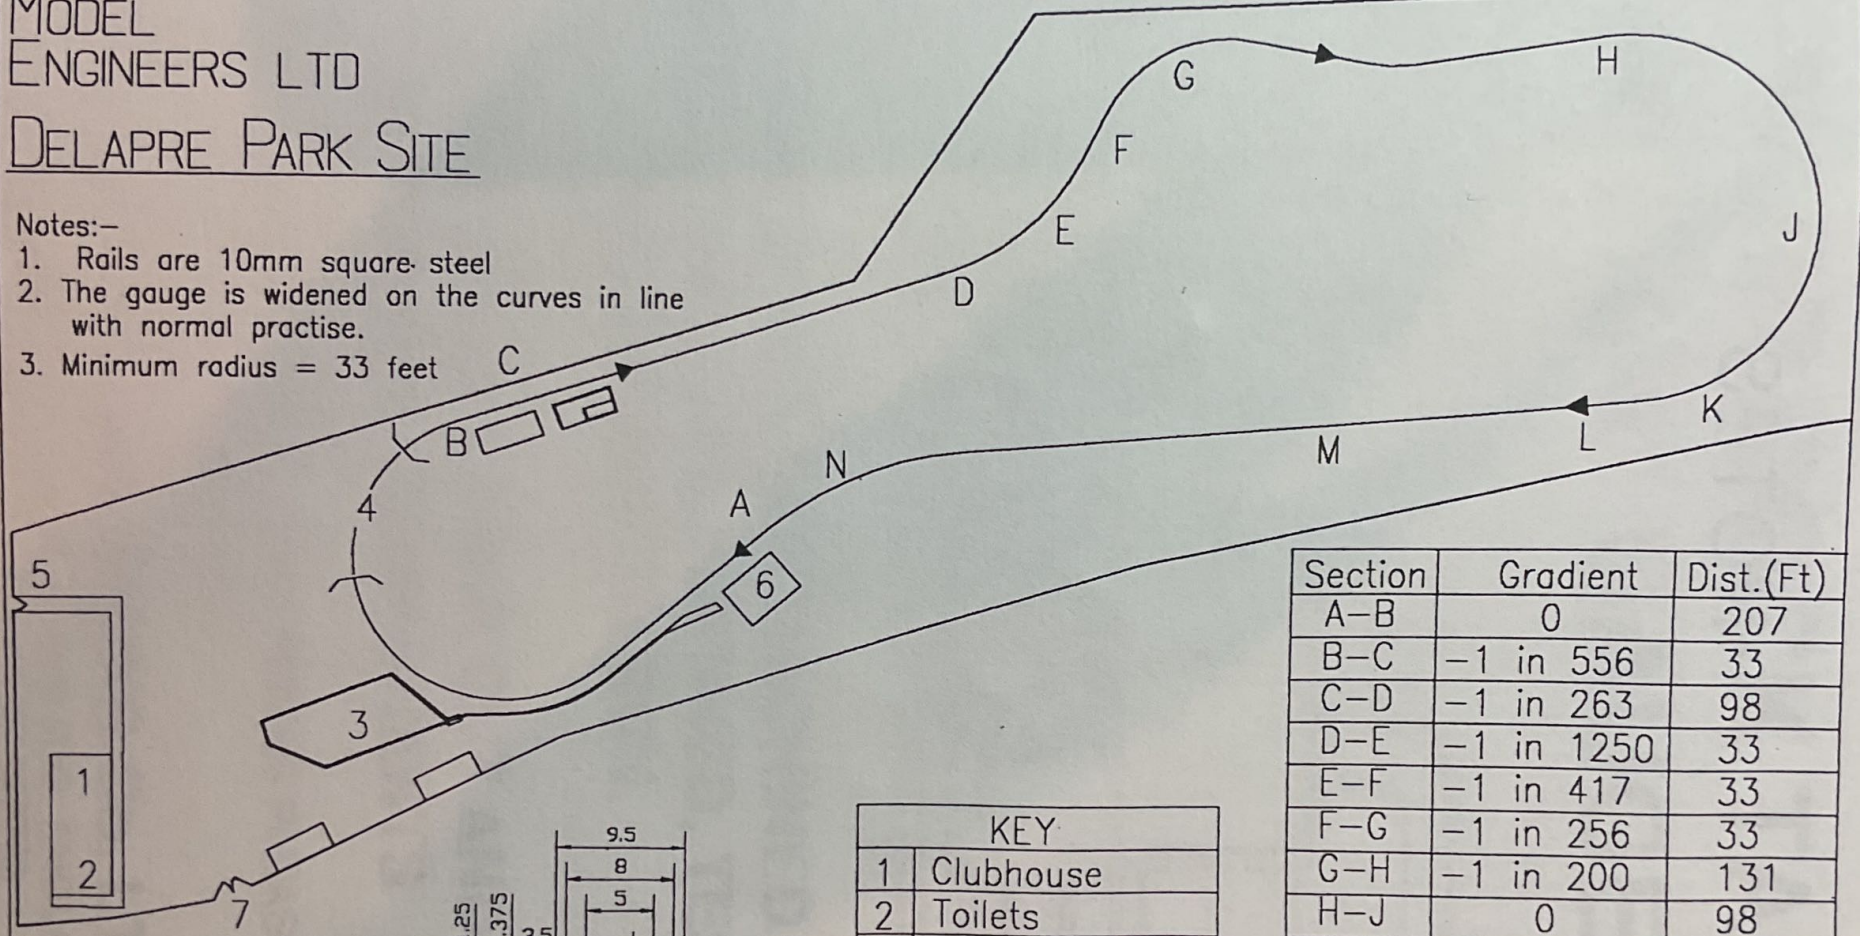 MODEL
ENGINEERS LTD
DELAPRE PARK SITE
Notes:-
1. Rails are 10mm square steel
2. The gauge is widened on the curves in line
with normal practise.
3. Minimum radius = 33 feet
G
H
F
E
J
D
C
B
K
L
M
N
A
4
5
6
3
1
2
7
Section Gradient Dist.(Ft)
A-B 0 207
B-C -1 in 556 33
C-D -1 in 263 98
D-E -1 in 1250 33
E-F -1 in 417 33
F-G -1 in 256 33
G-H -1 in 200 131
H-J 0 98
KEY
1 Clubhouse
2 Toilets
9.5
8
5
.25
.375